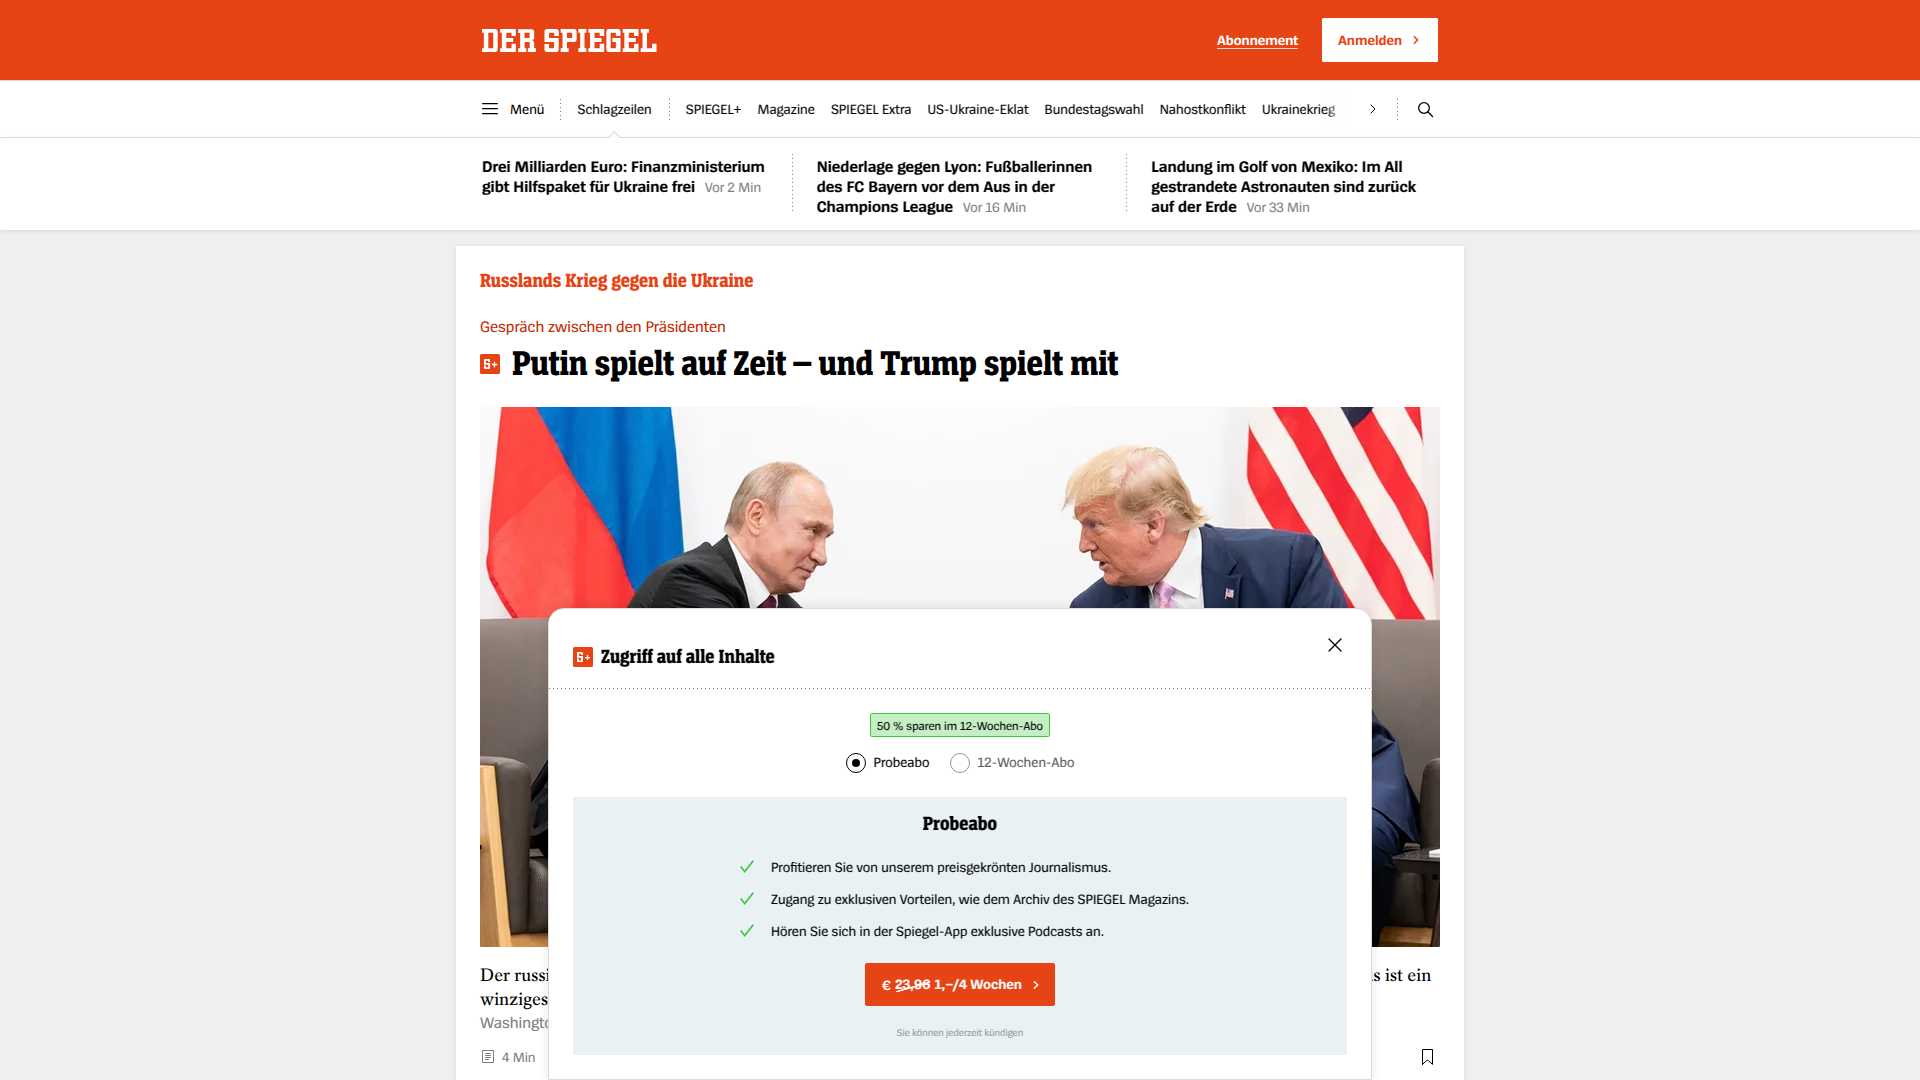 DER SPIEGEL
Abonnement
Anmelden
Menü
Schlagzeilen
SPIEGEL+
Magazine
SPIEGEL Extra
US-Ukraine-Eklat
Bundestagswahl
Nahostkonflikt
Ukrainekrieg
Drei Milliarden Euro: Finanzministerium
gibt Hilfspaket für Ukraine frei Vor 2 Min
Niederlage gegen Lyon: Fußballerinnen
des FC Bayern vor dem Aus in der
Champions League Vor 16 Min
Landung im Golf von Mexiko: Im All
gestrandete Astronauten sind zurück
auf der Erde Vor 33 Min
Russlands Krieg gegen die Ukraine
Gespräch zwischen den Präsidenten
S+ Putin spielt auf Zeit – und Trump spielt mit
S+ Zugriff auf alle Inhalte
50 % sparen im 12-Wochen-Abo
Probeabo
12-Wochen-Abo
Probeabo
Profitieren Sie von unserem preisgekrönten Journalismus.
Zugang zu exklusiven Vorteilen, wie dem Archiv des SPIEGEL Magazins.
Hören Sie sich in der Spiegel-App exklusive Podcasts an.
€ 23,96 1,–/4 Wochen
Sie können jederzeit kündigen
Der
ist ein
winziges
4 Min